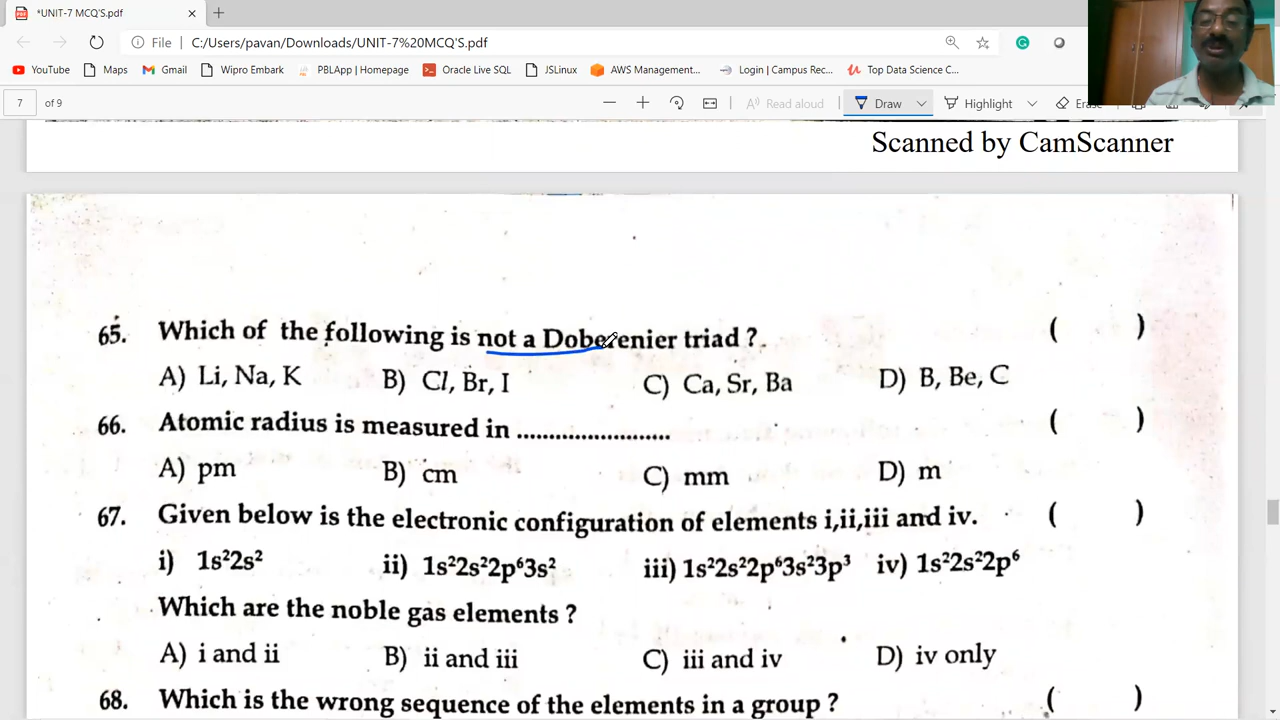 *UNIT-7 MCQ'S.pdf
File C:/Users/pavan/Downloads/UNIT-7%20MCQ'S.pdf
YouTube Maps Gmail Wipro Embark PBLApp | Homepage Oracle Live SQL JSLinux AWS Management... Login | Campus Rec... Top Data Science C...
7 of 9 Read aloud Draw Highlight Erase
Scanned by CamScanner
65. Which of the following is not a Doberenier triad ? ( )
A) Li, Na, K B) Cl, Br, I C) Ca, Sr, Ba D) B, Be, C
66. Atomic radius is measured in ........................ ( )
A) pm B) cm C) mm D) m
67. Given below is the electronic configuration of elements i,ii,iii and iv. ( )
i) 1s²2s² ii) 1s²2s²2p⁶3s² iii) 1s²2s²2p⁶3s²3p³ iv) 1s²2s²2p⁶
Which are the noble gas elements ?
A) i and ii B) ii and iii C) iii and iv D) iv only
68. Which is the wrong sequence of the elements in a group ? ( )